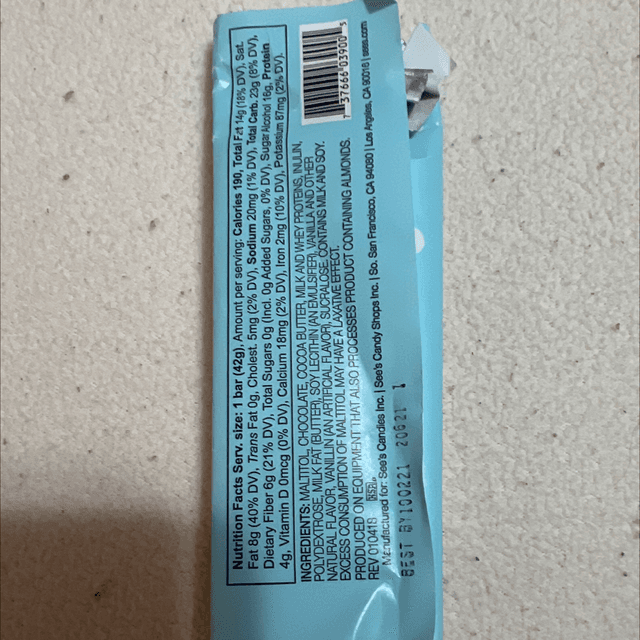 Nutrition Facts Serv. size: 1 bar (42g), Amount per serving: Calories 190, Total Fat 14g (18% DV), Sat.
Fat 8g (40% DV), Trans Fat 0g, Cholest. 5mg (2% DV), Sodium 20mg (1% DV), Total Carb. 23g (8% DV),
Dietary Fiber 6g (21% DV), Total Sugars 0g (Incl. 0g Added Sugars, 0% DV), Sugar Alcohol 16g, Protein
4g, Vitamin D 0mcg (0% DV), Calcium 18mg (2% DV), Iron 2mg (10% DV), Potassium 87mg (2% DV).
INGREDIENTS: MALTITOL, CHOCOLATE, COCOA BUTTER, MILK AND WHEY PROTEINS, INULIN,
POLYDEXTROSE, MILK FAT (BUTTER), SOY LECITHIN (AN EMULSIFIER), VANILLA AND OTHER
NATURAL FLAVOR, VANILLIN (AN ARTIFICIAL FLAVOR), SUCRALOSE. CONTAINS MILK AND SOY.
EXCESS CONSUMPTION OF MALTITOL MAY HAVE A LAXATIVE EFFECT.
PRODUCED ON EQUIPMENT THAT ALSO PROCESSES PRODUCT CONTAINING ALMONDS.
REV 010418
Manufactured for: See's Candies Inc. | See's Candy Shops Inc. | So. San Francisco, CA 94080 | Los Angeles, CA 90016 | sees.com
BEST BY100221 20621 1
7 37666 03900 5